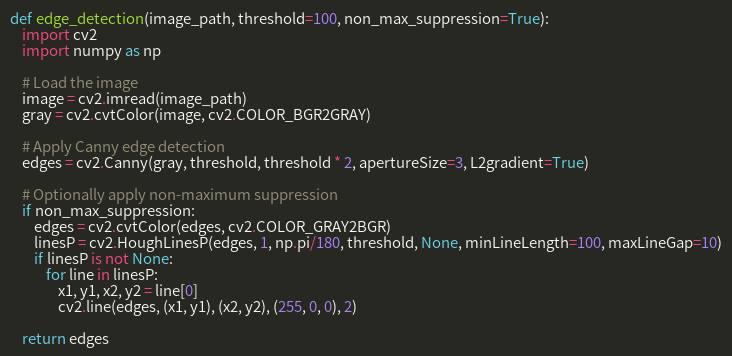 def edge_detection(image_path, threshold=100, non_max_suppression=True):
    import cv2
    import numpy as np

    # Load the image
    image = cv2.imread(image_path)
    gray = cv2.cvtColor(image, cv2.COLOR_BGR2GRAY)

    # Apply Canny edge detection
    edges = cv2.Canny(gray, threshold, threshold * 2, apertureSize=3, L2gradient=True)

    # Optionally apply non-maximum suppression
    if non_max_suppression:
        edges = cv2.cvtColor(edges, cv2.COLOR_GRAY2BGR)
        linesP = cv2.HoughLinesP(edges, 1, np.pi/180, threshold, None, minLineLength=100, maxLineGap=10)
        if linesP is not None:
            for line in linesP:
                x1, y1, x2, y2 = line[0]
                cv2.line(edges, (x1, y1), (x2, y2), (255, 0, 0), 2)

    return edges